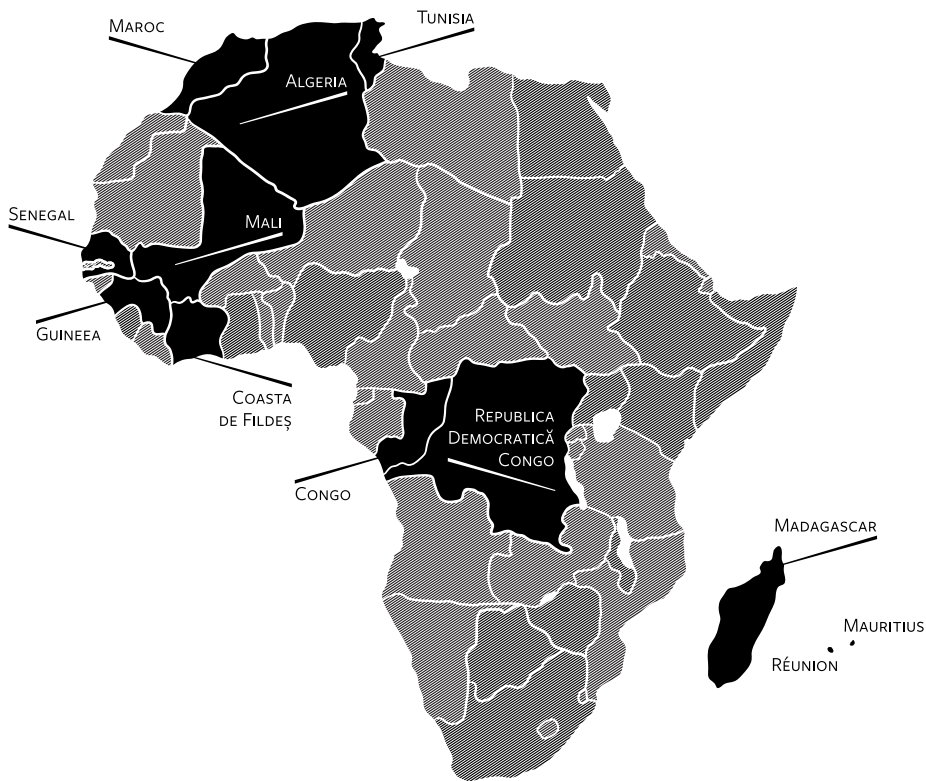 Tunisia
Maroc
Algeria
Senegal
Mali
Guineea
Coasta
de Fildeș
Republica
Democratică
Congo
Congo
Madagascar
Mauritius
Réunion